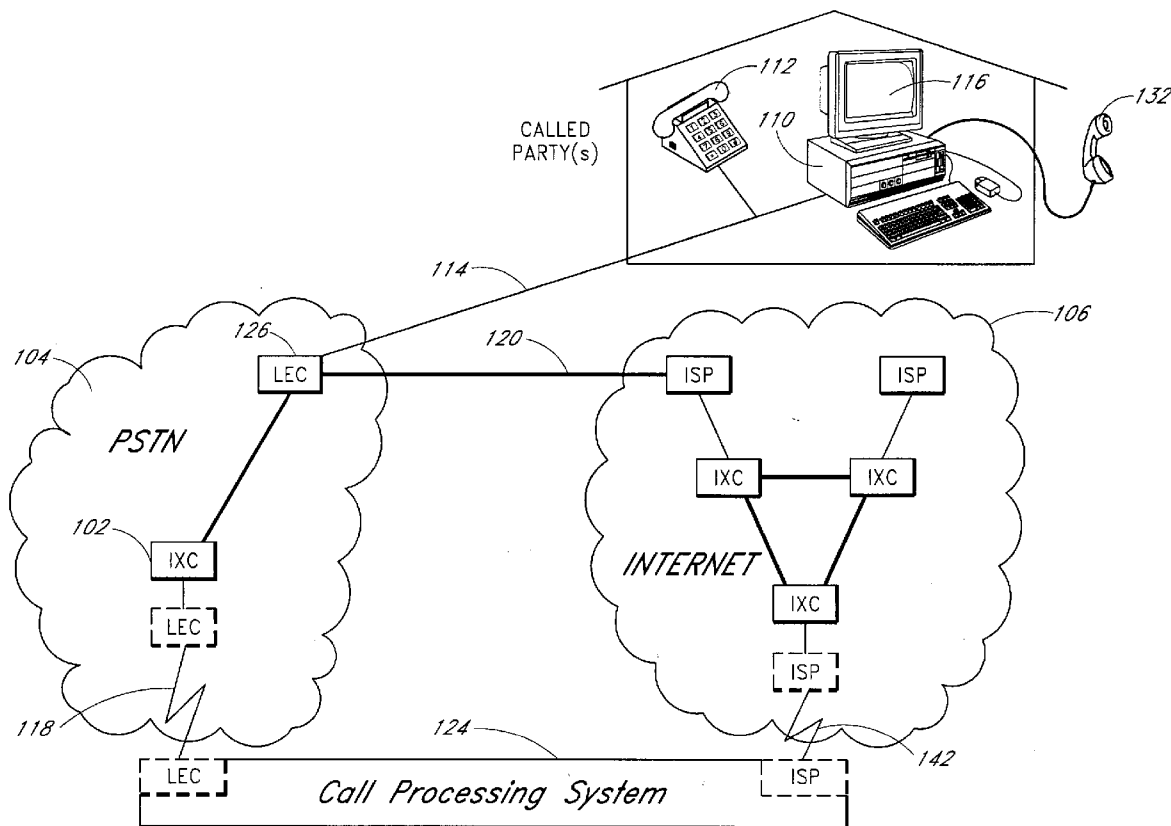 112
116
132
110
CALLED
PARTY(s)
114
126
104
120
106
LEC
ISP
ISP
PSTN
IXC
IXC
102
IXC
INTERNET
IXC
LEC
ISP
118
124
142
LEC
ISP
Call Processing System